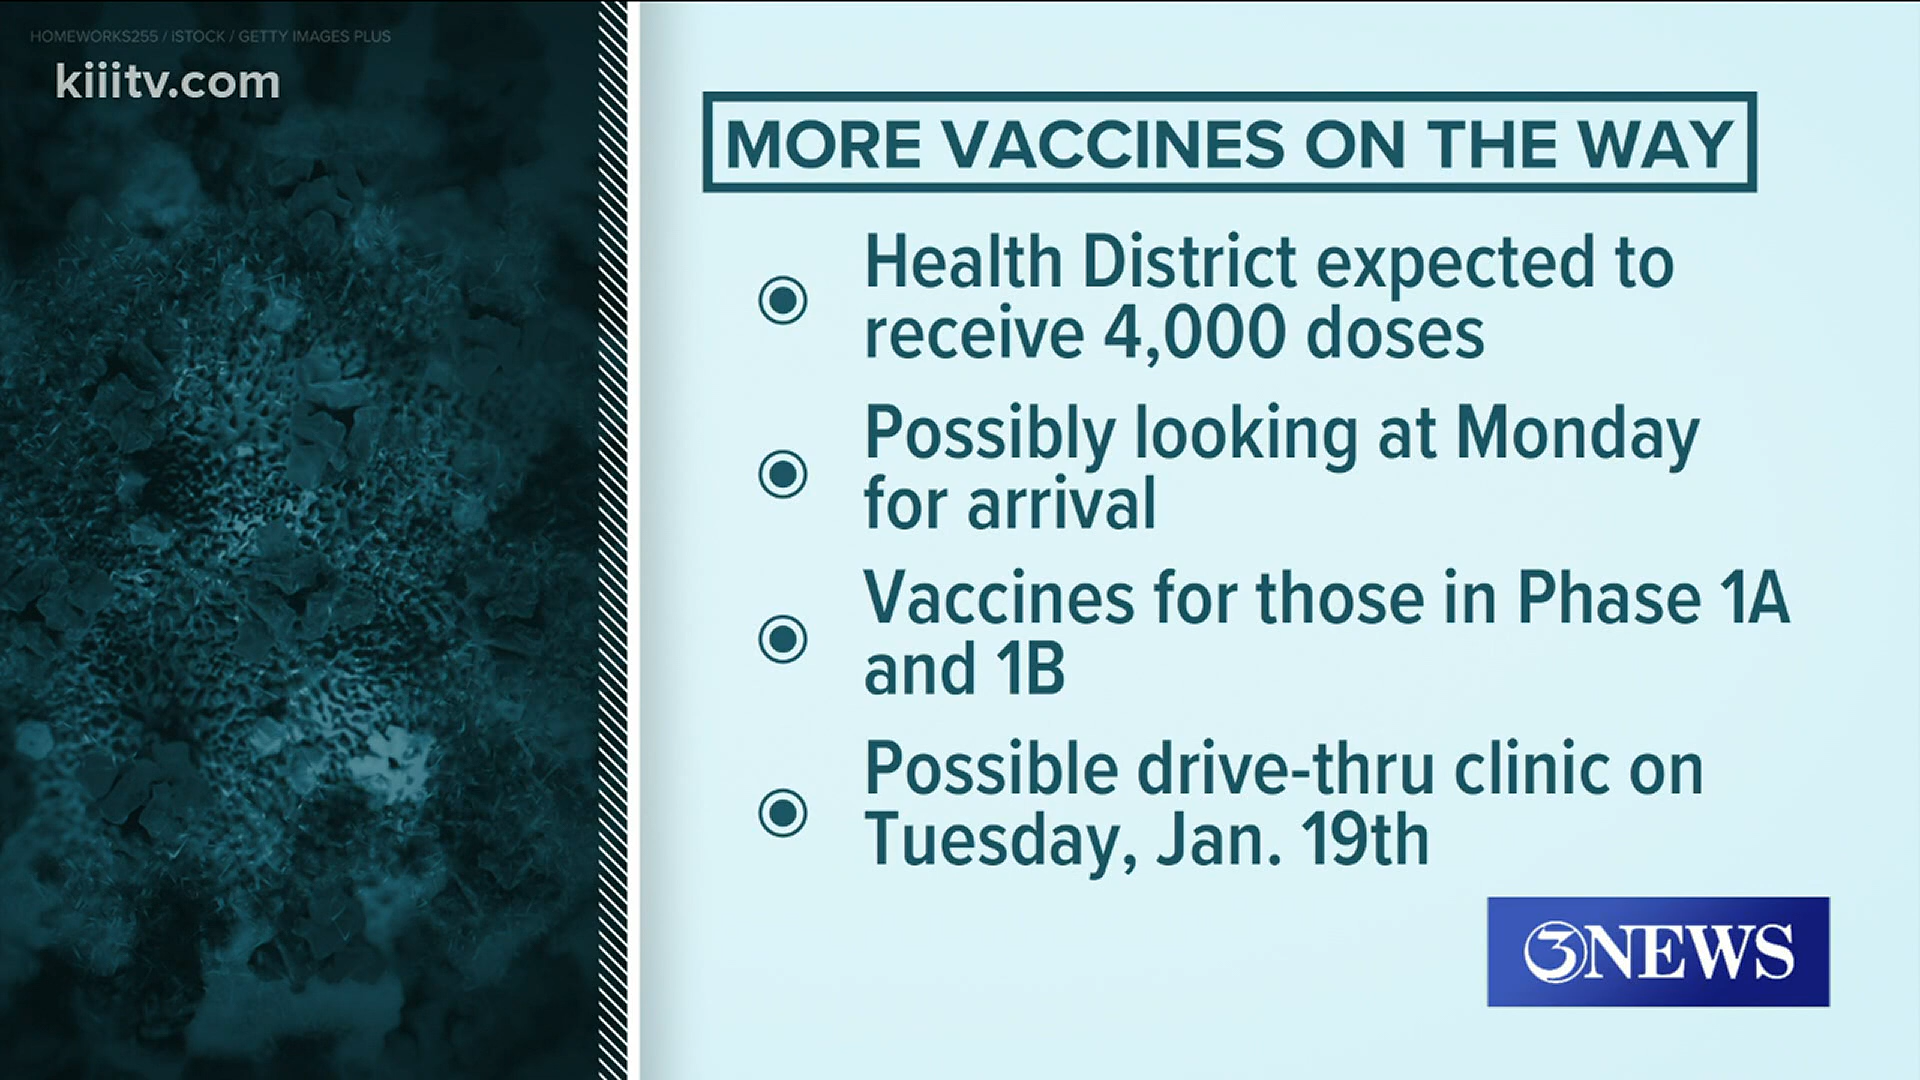 HOMEWORKS255 / ISTOCK / GETTY IMAGES PLUS
kiiitv.com
MORE VACCINES ON THE WAY
Health District expected to
receive 4,000 doses
Possibly looking at Monday
for arrival
Vaccines for those in Phase 1A
and 1B
Possible drive-thru clinic on
Tuesday, Jan. 19th
3NEWS